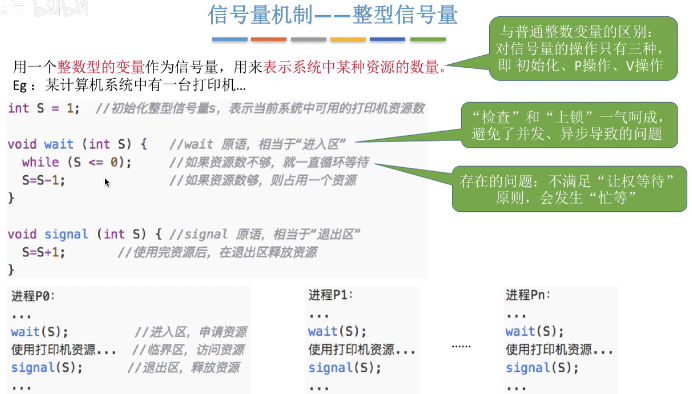 信号量机制——整型信号量
与普通整数变量的区别：
对信号量的操作只有三种，
即 初始化、P操作、V操作
用一个整数型的变量作为信号量，用来表示系统中某种资源的数量。
Eg：某计算机系统中有一台打印机...
int S = 1; //初始化整型信号量s，表示当前系统中可用的打印机资源数
“检查”和“上锁”一气呵成，
避免了并发、异步导致的问题
void wait (int S) { //wait 原语，相当于“进入区”
while (S <= 0); //如果资源数不够，就一直循环等待
S=S-1; //如果资源数够，则占用一个资源
}
存在的问题：不满足“让权等待”
原则，会发生“忙等”
void signal (int S) { //signal 原语，相当于“退出区”
S=S+1; //使用完资源后，在退出区释放资源
}
进程P0：
...
wait(S); //进入区，申请资源
使用打印机资源... //临界区，访问资源
signal(S); //退出区，释放资源
...
进程P1：
...
wait(S);
使用打印机资源...
signal(S);
...
......
进程Pn：
...
wait(S);
使用打印机资源...
signal(S);
...